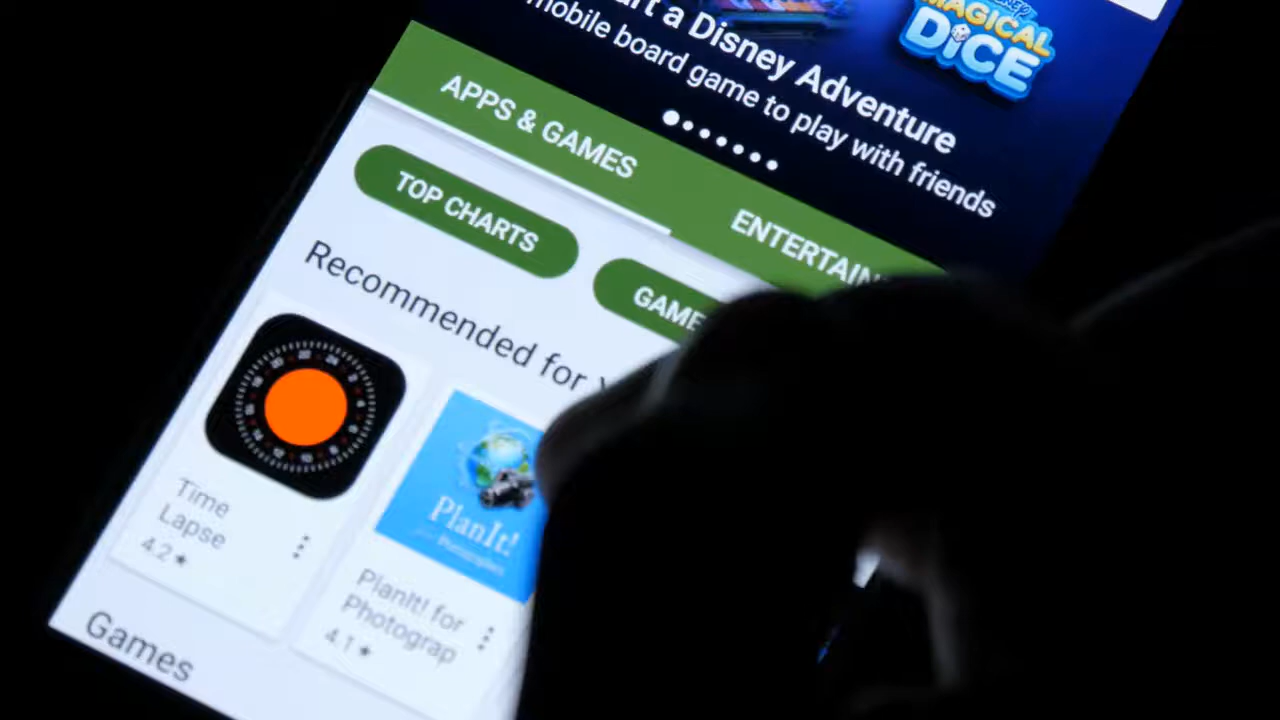 MAGICAL
DiCE
art a Disney Adventure
mobile board game to play with friends
APPS & GAMES
ENTERTAIN
TOP CHARTS
GAME
Recommended for
PlanIt!
Time
Lapse
4.2 ★
PlanIt! for
Photograp
4.1 ★
Games